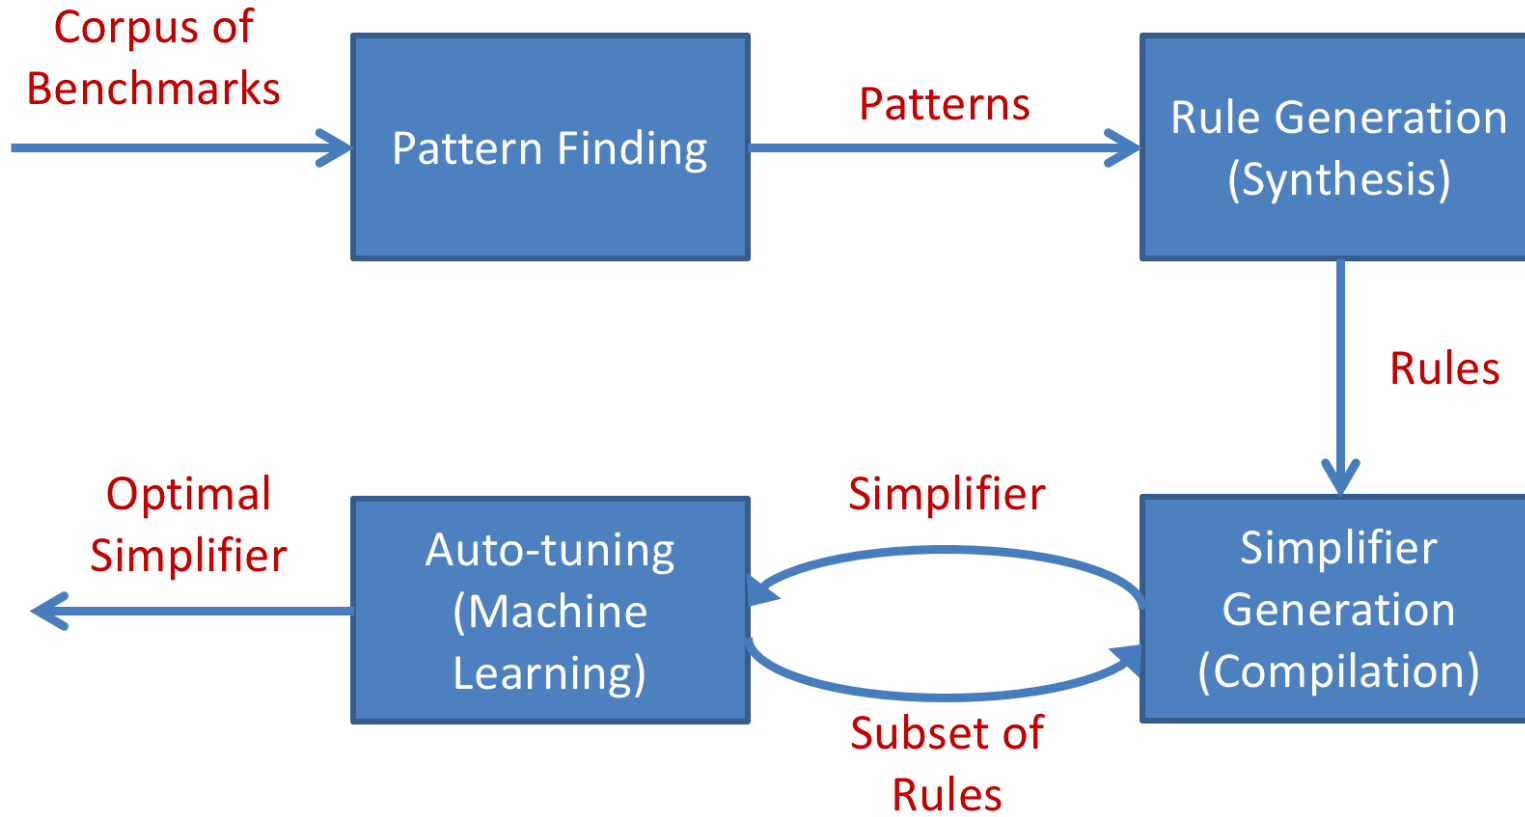 Corpus of
Benchmarks
Pattern Finding
Patterns
Rule Generation
(Synthesis)
Rules
Optimal
Simplifier
Auto-tuning
(Machine
Learning)
Simplifier
Subset of
Rules
Simplifier
Generation
(Compilation)